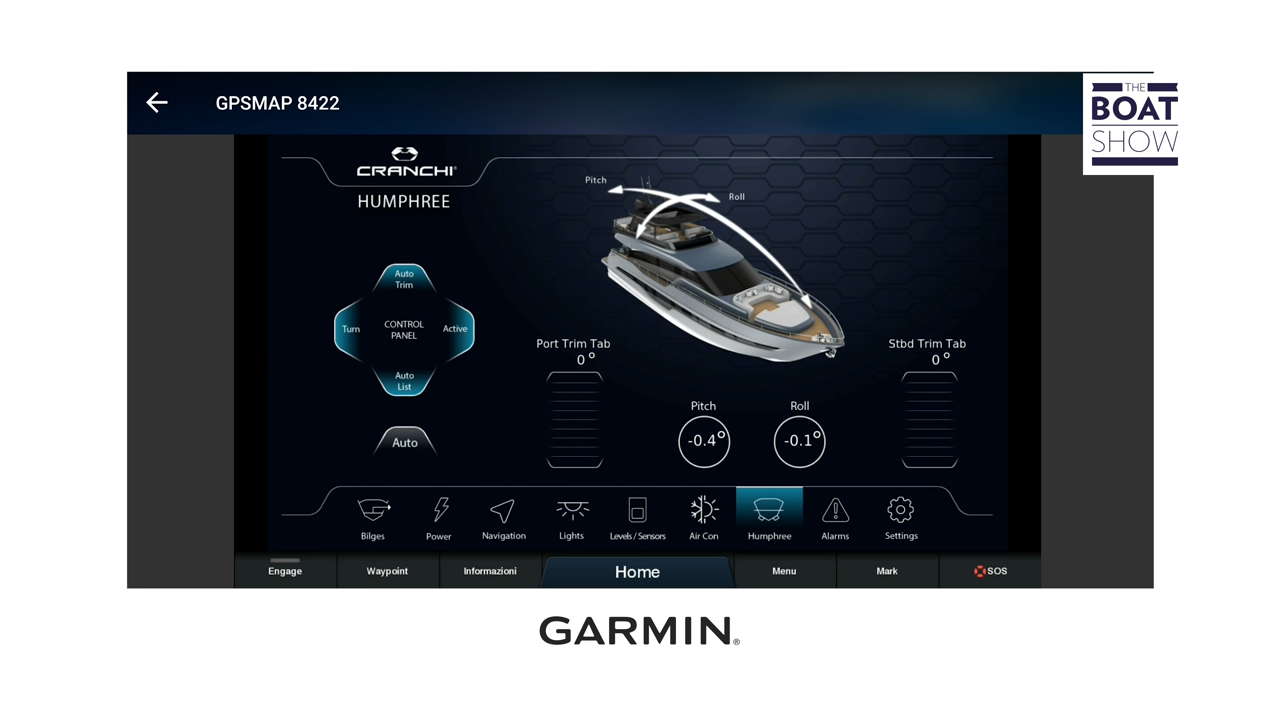 GPSMAP 8422
THE
BOAT
SHOW
CRANCHI®
HUMPHREE
Pitch
Roll
Auto
Trim
Turn
CONTROL
PANEL
Active
Auto
List
Auto
Port Trim Tab
0 °
Stbd Trim Tab
0 °
Pitch
-0.4°
Roll
-0.1°
Bilges
Power
Navigation
Lights
Levels / Sensors
Air Con
Humphree
Alarms
Settings
Engage
Waypoint
Informazioni
Home
Menu
Mark
SOS
GARMIN®